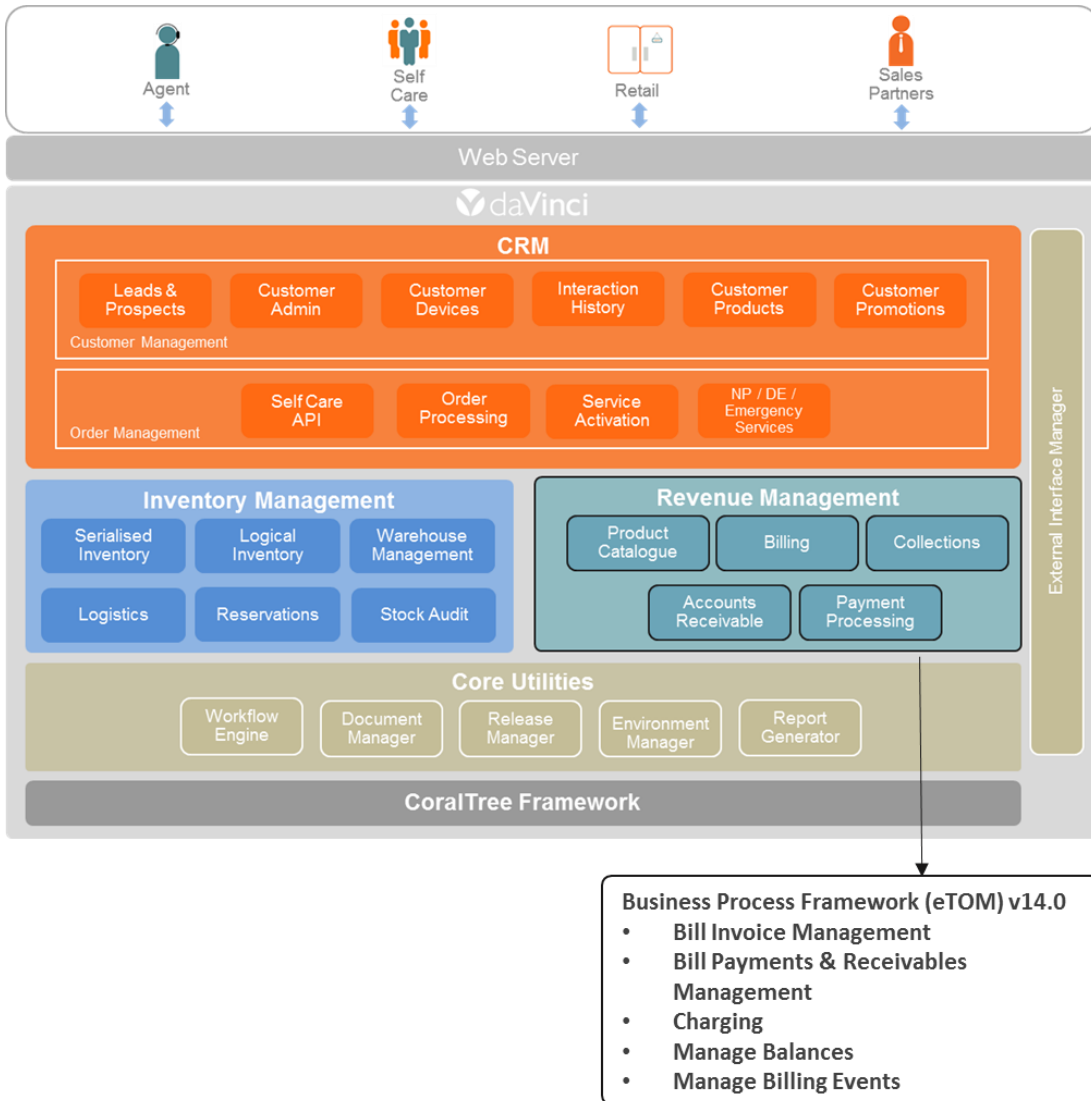 Agent
Self
Care
Retail
Sales
Partners
Web Server
daVinci
CRM
Leads &
Prospects
Customer
Admin
Customer
Devices
Interaction
History
Customer
Products
Customer
Promotions
Customer Management
Self Care
API
Order
Processing
Service
Activation
NP / DE /
Emergency
Services
Order Management
External Interface Manager
Inventory Management
Serialised
Inventory
Logical
Inventory
Warehouse
Management
Logistics
Reservations
Stock Audit
Revenue Management
Product
Catalogue
Billing
Collections
Accounts
Receivable
Payment
Processing
Core Utilities
Workflow
Engine
Document
Manager
Release
Manager
Environment
Manager
Report
Generator
CoralTree Framework
Business Process Framework (eTOM) v14.0
• Bill Invoice Management
• Bill Payments & Receivables
Management
• Charging
• Manage Balances
• Manage Billing Events